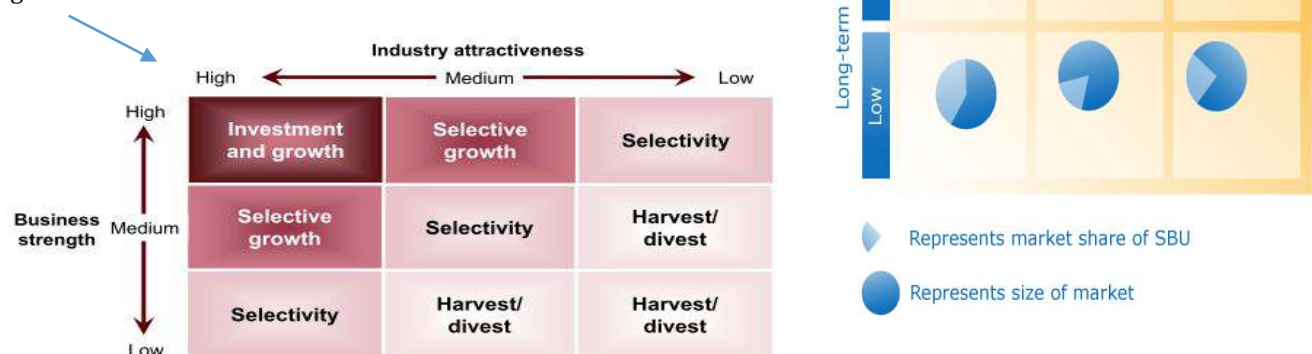 Industry attractiveness
High
Medium
Low
High
Business
strength
Medium
Low
Investment
and growth
Selective
growth
Selectivity
Selective
growth
Selectivity
Harvest/
divest
Selectivity
Harvest/
divest
Harvest/
divest
Long-term
Low
Represents market share of SBU
Represents size of market